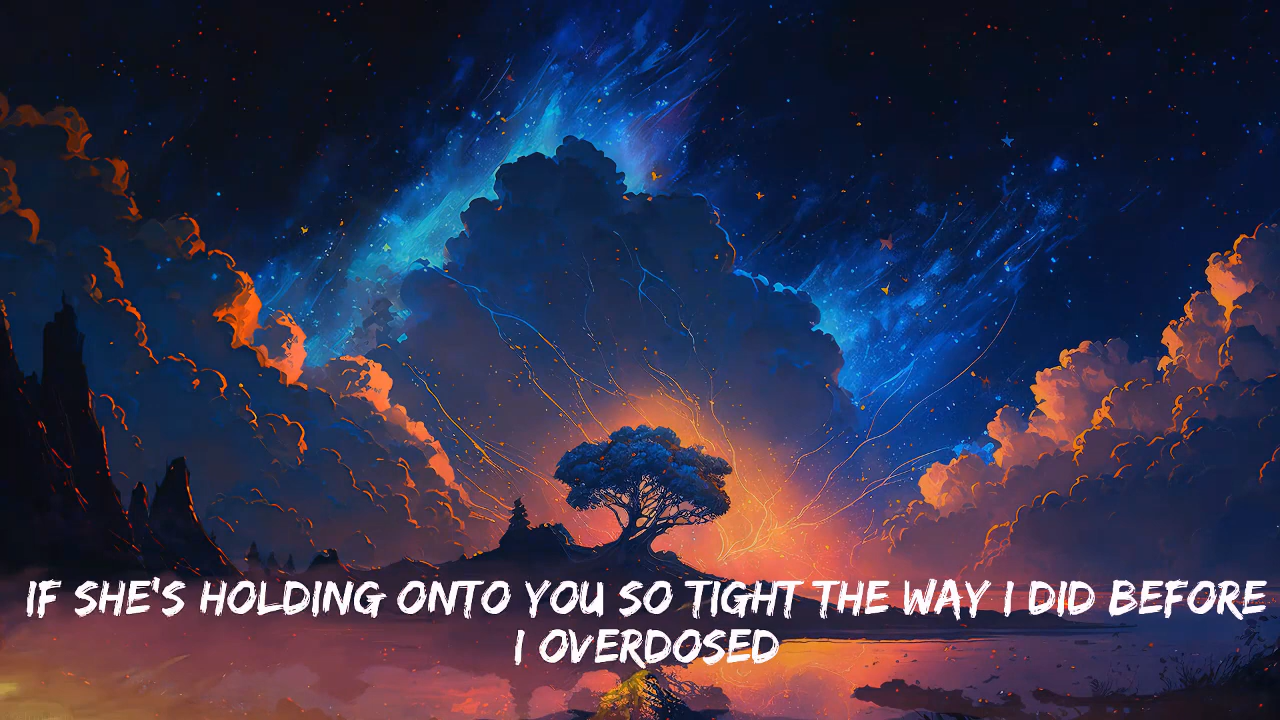 IF SHE'S HOLDING ONTO YOU SO TIGHT THE WAY I DID BEFORE
I OVERDOSED